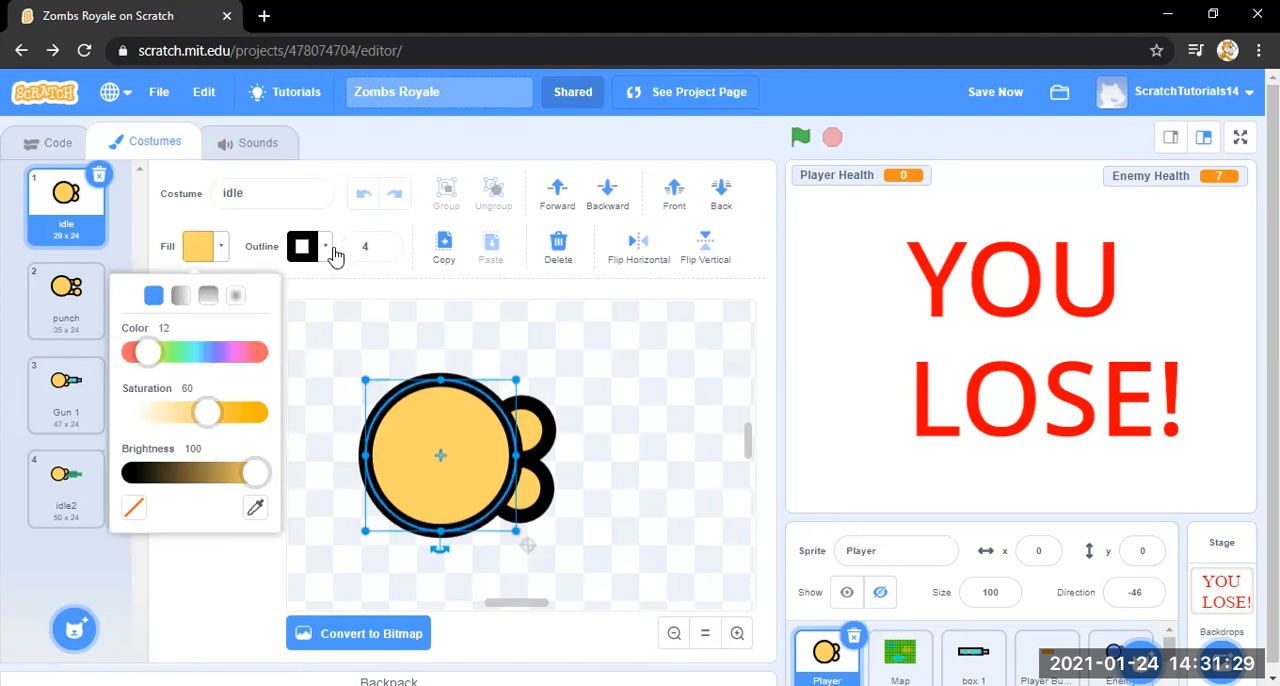 Zombs Royale on Scratch
scratch.mit.edu/projects/478074704/editor/
SCRATCH
File
Edit
Tutorials
Zombs Royale
Shared
See Project Page
Save Now
ScratchTutorials14
Code
Costumes
Sounds
Costume
idle
Group
Ungroup
Forward
Backward
Front
Back
Fill
Outline
4
Copy
Paste
Delete
Flip Horizontal
Flip Vertical
1
idle
29 x 24
2
punch
35 x 24
3
Gun 1
47 x 24
4
idle2
50 x 24
Color 12
Saturation 60
Brightness 100
Convert to Bitmap
Backpack
Player Health 0
Enemy Health 7
YOU
LOSE!
Sprite
Player
x
0
y
0
Show
Size
100
Direction
-46
Player
Map
box 1
Player Bu...
Stage
YOU
LOSE!
Backdrops
2021-01-24 14:31:29